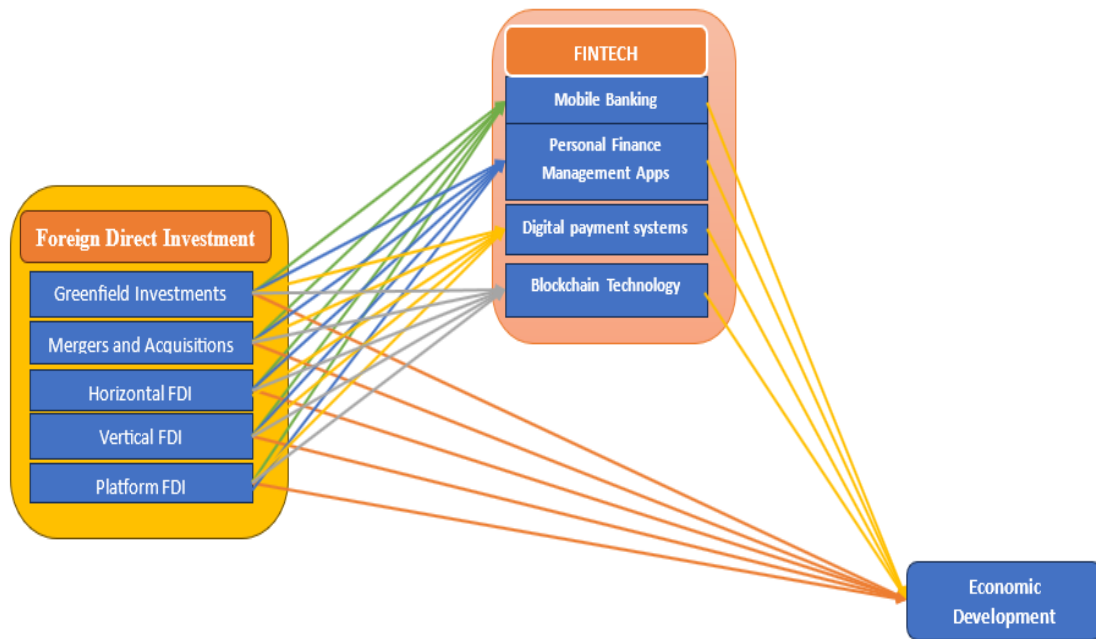 FINTECH
Mobile Banking
Personal Finance
Management Apps
Digital payment systems
Blockchain Technology
Foreign Direct Investment
Greenfield Investments
Mergers and Acquisitions
Horizontal FDI
Vertical FDI
Platform FDI
Economic
Development